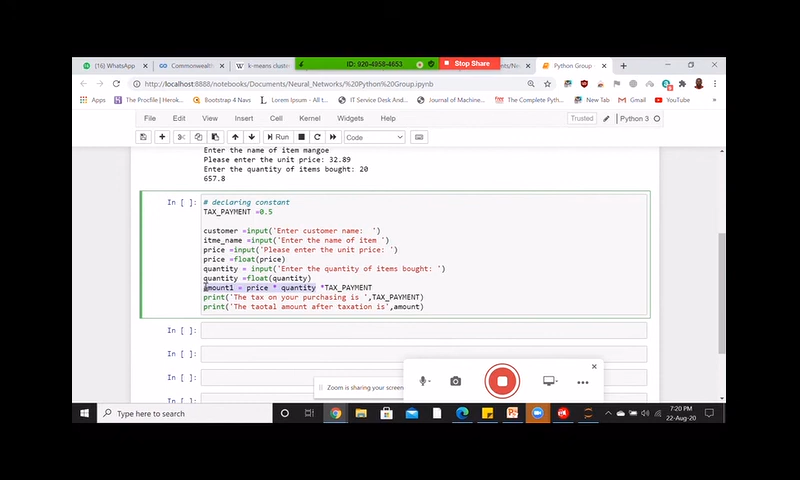 (16) WhatsApp
Commonwealt
k-means cluster
ID: 920-4958-4653
Stop Share
Python Group
http://localhost:8888/notebooks/Documents/Neural_Networks/%20Python%20Group.ipynb
Apps
The Procfile | Herok...
Bootstrap 4 Navs
Lorem Ipsum - All t...
IT Service Desk And...
Journal of Machine...
The Complete Pyth...
New Tab
Gmail
YouTube
File Edit View Insert Cell Kernel Widgets Help
Trusted
Python 3
Run
Code
Enter the name of item mangoe
Please enter the unit price: 32.89
Enter the quantity of items bought: 20
657.8
In [ ]:
# declaring constant
TAX_PAYMENT =0.5
customer =input('Enter customer name:  ')
itme_name =input('Enter the name of item ')
price =input('Please enter the unit price: ')
price =float(price)
quantity = input('Enter the quantity of items bought: ')
quantity =float(quantity)
amount1 = price * quantity *TAX_PAYMENT
print('The tax on your purchasing is ',TAX_PAYMENT)
print('The taotal amount after taxation is',amount)
In [ ]:
In [ ]:
In [ ]:
In [ ]:
Zoom is sharing your screen
Type here to search
7:20 PM
22-Aug-20